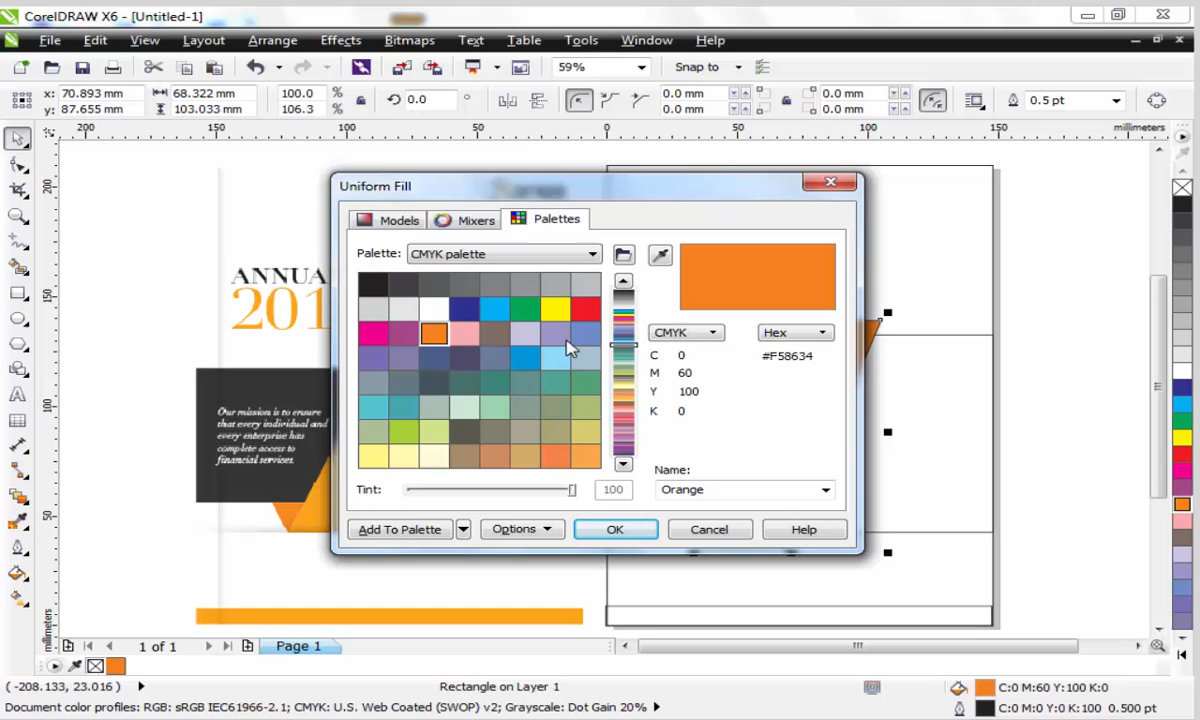 CorelDRAW X6 - [Untitled-1]
File Edit View Layout Arrange Effects Bitmaps Text Table Tools Window Help
59% Snap to
x: 70.893 mm 68.322 mm 100.0 % 0.0 ° 0.0 mm 0.0 mm 0.5 pt
y: 87.655 mm 103.033 mm 106.3 % 0.0 mm 0.0 mm
200 150 100 50 0 50 100 150 millimeters
200
150
100
50
0
millimeters
Uniform Fill
Models Mixers Palettes
Palette: CMYK palette
CMYK Hex
C 0 #F58634
M 60
Y 100
K 0
Name:
Tint: 100 Orange
Add To Palette Options OK Cancel Help
ANNUA
201
Our mission is to ensure
that every individual and
every enterprise has
complete access to
financial services.
1 of 1 Page 1
( -208.133, 23.016 ) Rectangle on Layer 1 C:0 M:60 Y:100 K:0
Document color profiles: RGB: sRGB IEC61966-2.1; CMYK: U.S. Web Coated (SWOP) v2; Grayscale: Dot Gain 20% C:0 M:0 Y:0 K:100 0.500 pt